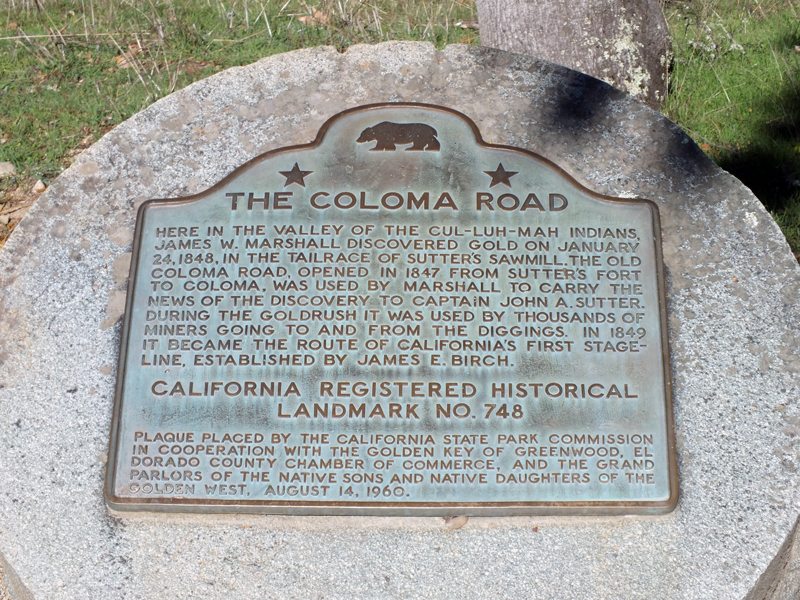 THE COLOMA ROAD
HERE IN THE VALLEY OF THE CUL-LUH-MAH INDIANS,
JAMES W. MARSHALL DISCOVERED GOLD ON JANUARY
24, 1848, IN THE TAILRACE OF SUTTER'S SAWMILL. THE OLD
COLOMA ROAD, OPENED IN 1847 FROM SUTTER'S FORT
TO COLOMA, WAS USED BY MARSHALL TO CARRY THE
NEWS OF THE DISCOVERY TO CAPTAiN JOHN A. SUTTER.
DURING THE GOLDRUSH IT WAS USED BY THOUSANDS OF
MINERS GOING TO AND FROM THE DIGGINGS. IN 1849
IT BECAME THE ROUTE OF CALIFORNIA'S FIRST STAGE-
LINE, ESTABLISHED BY JAMES E. BIRCH.
CALIFORNIA REGISTERED HISTORICAL
LANDMARK NO. 748
PLAQUE PLACED BY THE CALIFORNIA STATE PARK COMMISSION
IN COOPERATION WITH THE GOLDEN KEY OF GREENWOOD, EL
DORADO COUNTY CHAMBER OF COMMERCE, AND THE GRAND
PARLORS OF THE NATIVE SONS AND NATIVE DAUGHTERS OF THE
GOLDEN WEST, AUGUST 14, 1960.